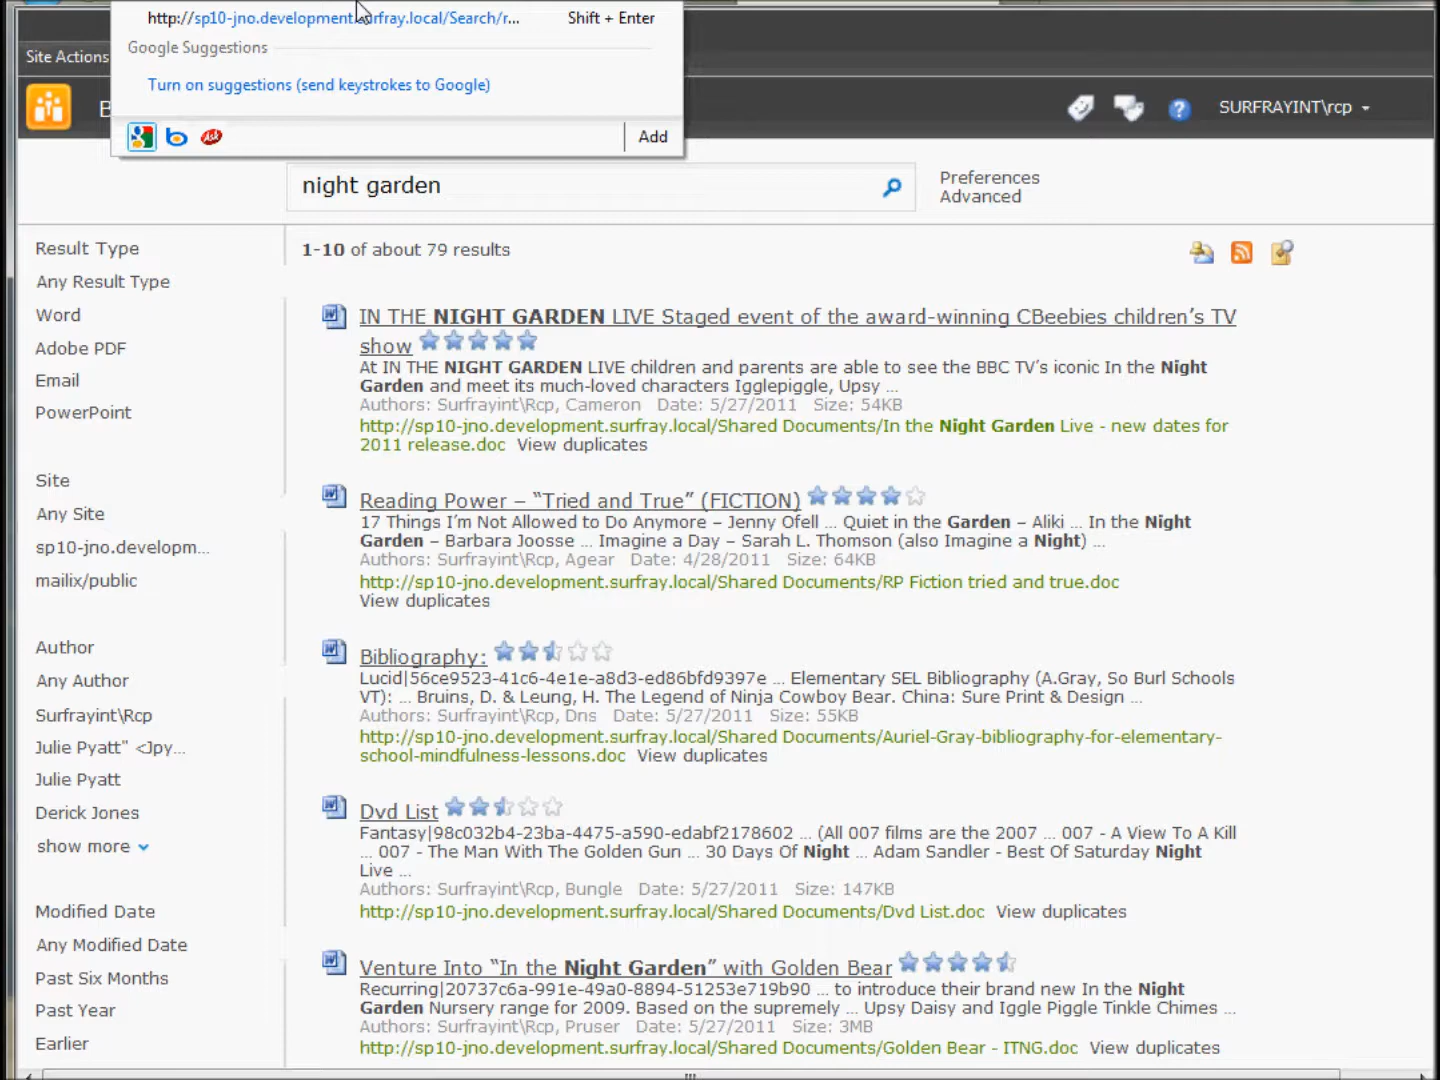 http://sp10-jno.development.surfray.local/Search/r... Shift + Enter
Google Suggestions
Turn on suggestions (send keystrokes to Google)
Add
Site Actions
B
SURFRAYINT\rcp
night garden
Preferences
Advanced
Result Type
Any Result Type
Word
Adobe PDF
Email
PowerPoint
Site
Any Site
sp10-jno.developm...
mailix/public
Author
Any Author
Surfrayint\Rcp
Julie Pyatt" <Jpy...
Julie Pyatt
Derick Jones
show more
Modified Date
Any Modified Date
Past Six Months
Past Year
Earlier
1-10 of about 79 results
IN THE NIGHT GARDEN LIVE Staged event of the award-winning CBeebies children’s TV
show
At IN THE NIGHT GARDEN LIVE children and parents are able to see the BBC TV’s iconic In the Night
Garden and meet its much-loved characters Igglepiggle, Upsy ...
Authors: Surfrayint\Rcp, Cameron Date: 5/27/2011 Size: 54KB
http://sp10-jno.development.surfray.local/Shared Documents/In the Night Garden Live - new dates for
2011 release.doc View duplicates
Reading Power – “Tried and True” (FICTION)
17 Things I’m Not Allowed to Do Anymore – Jenny Ofell ... Quiet in the Garden – Aliki ... In the Night
Garden – Barbara Joosse ... Imagine a Day – Sarah L. Thomson (also Imagine a Night) ...
Authors: Surfrayint\Rcp, Agear Date: 4/28/2011 Size: 64KB
http://sp10-jno.development.surfray.local/Shared Documents/RP Fiction tried and true.doc
View duplicates
Bibliography:
Lucid|56ce9523-41c6-4e1e-a8d3-ed86bfd9397e ... Elementary SEL Bibliography (A.Gray, So Burl Schools
VT): ... Bruins, D. & Leung, H. The Legend of Ninja Cowboy Bear. China: Sure Print & Design ...
Authors: Surfrayint\Rcp, Dns Date: 5/27/2011 Size: 55KB
http://sp10-jno.development.surfray.local/Shared Documents/Auriel-Gray-bibliography-for-elementary-
school-mindfulness-lessons.doc View duplicates
Dvd List
Fantasy|98c032b4-23ba-4475-a590-edabf2178602 ... (All 007 films are the 2007 ... 007 - A View To A Kill
... 007 - The Man With The Golden Gun ... 30 Days Of Night ... Adam Sandler - Best Of Saturday Night
Live ...
Authors: Surfrayint\Rcp, Bungle Date: 5/27/2011 Size: 147KB
http://sp10-jno.development.surfray.local/Shared Documents/Dvd List.doc View duplicates
Venture Into “In the Night Garden” with Golden Bear
Recurring|20737c6a-991e-49a0-8894-51253e719b90 ... to introduce their brand new In the Night
Garden Nursery range for 2009. Based on the supremely ... Upsy Daisy and Iggle Piggle Tinkle Chimes ...
Authors: Surfrayint\Rcp, Pruser Date: 5/27/2011 Size: 3MB
http://sp10-jno.development.surfray.local/Shared Documents/Golden Bear - ITNG.doc View duplicates